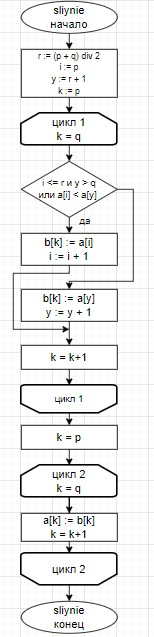 sliynie
начало
r := (p + q) div 2
i := p
y := r + 1
k := p
цикл 1
k = q
i <= r и y > q
или a[i] < a[y]
да
b[k] := a[i]
i := i + 1
b[k] := a[y]
y := y + 1
k = k+1
цикл 1
k = p
цикл 2
k = q
a[k] := b[k]
k = k+1
цикл 2
sliynie
конец